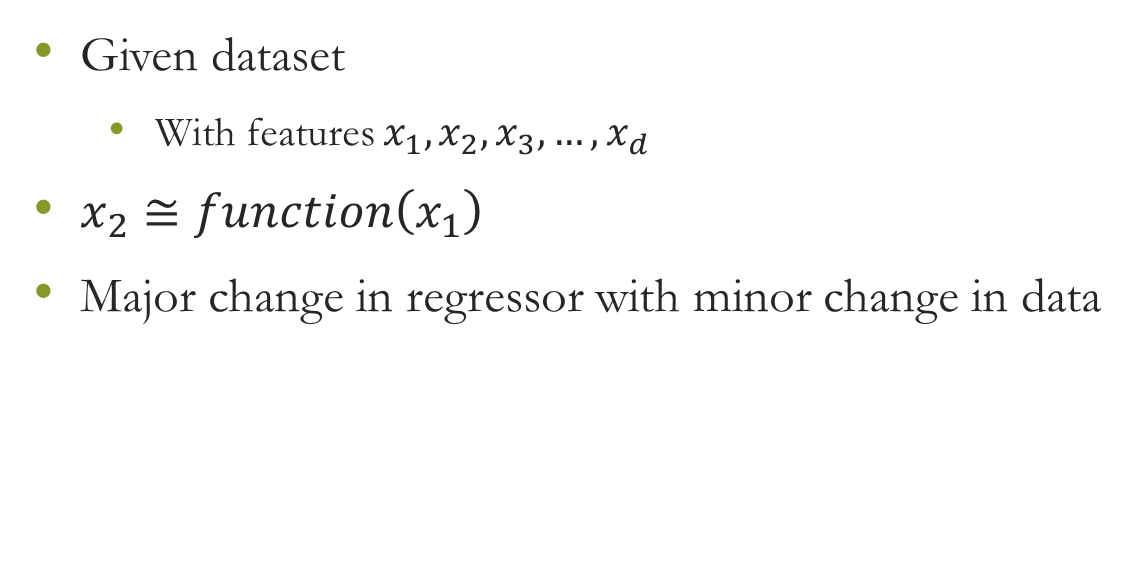 • Given dataset
• With features x₁, x₂, x₃, … , x_d
• x₂ ≅ function(x₁)
• Major change in regressor with minor change in data